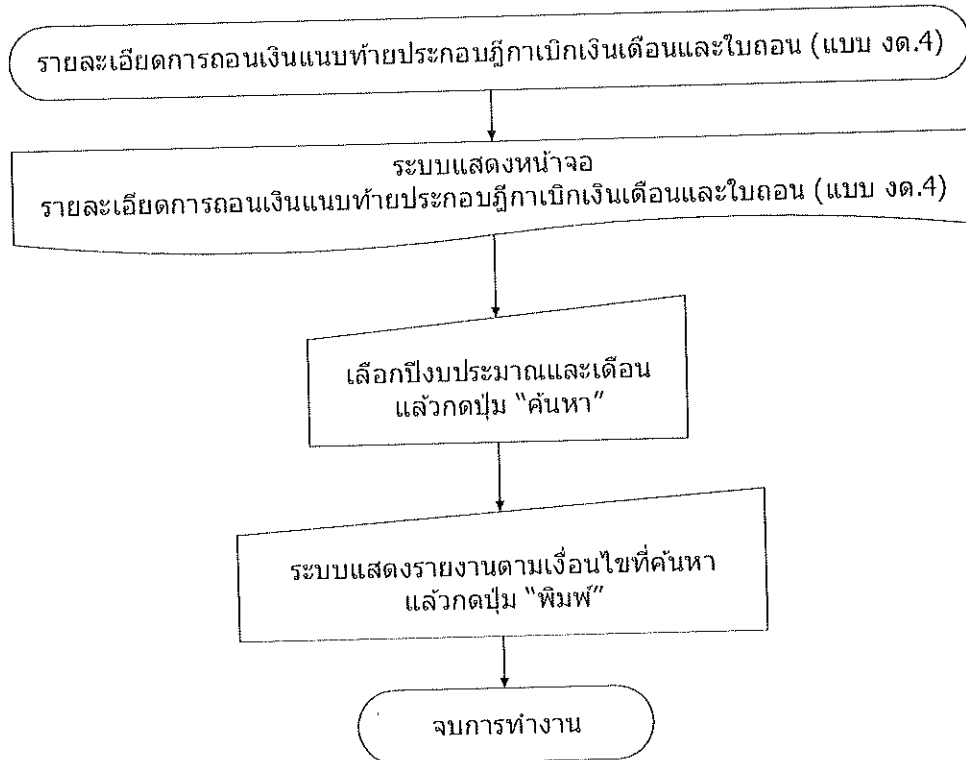 รายละเอียดการถอนเงินแนบท้ายประกอบฎีกาเบิกเงินเดือนและใบถอน (แบบ งด.4)
ระบบแสดงหน้าจอ
รายละเอียดการถอนเงินแนบท้ายประกอบฎีกาเบิกเงินเดือนและใบถอน (แบบ งด.4)
เลือกปีงบประมาณและเดือน
แล้วกดปุ่ม “ค้นหา”
ระบบแสดงรายงานตามเงื่อนไขที่ค้นหา
แล้วกดปุ่ม “พิมพ์”
จบการทำงาน